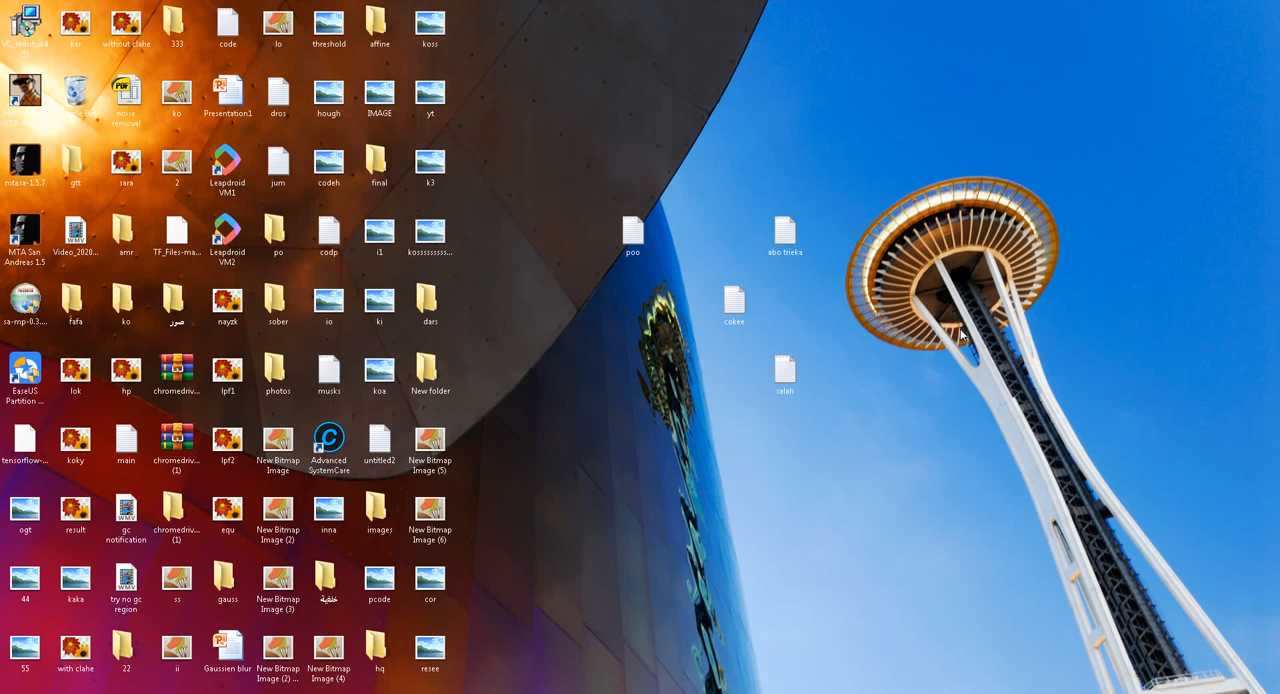 VC_redist.x64
(3)
ker
without clahe
333
code
lo
threshold
affine
koss
noise
removal
ko
Presentation1
dros
hough
IMAGE
yt
mtasa-1.5.7
gtt
sara
2
Leapdroid
VM1
jum
codeh
final
k3
MTA San
Andreas 1.5
Video_2020...
amr
TF_Files-ma...
Leapdroid
VM2
po
codp
i1
kosssssssss...
poo
abo trieka
sa-mp-0.3....
fafa
ko
صور
nayzk
sober
io
ki
dars
cokee
EaseUS
Partition ...
lok
hp
chromedriv...
lpf1
photos
musks
koa
New folder
salah
tensorflow-...
koky
main
chromedriv...
(1)
lpf2
New Bitmap
Image
Advanced
SystemCare
untitled2
New Bitmap
Image (5)
ogt
result
gc
notification
chromedriv...
(1)
equ
New Bitmap
Image (2)
inna
images
New Bitmap
Image (6)
44
kaka
try no gc
region
ss
gauss
New Bitmap
Image (3)
خلفية
pcode
cor
55
with clahe
22
ii
Gaussien blur
New Bitmap
Image (2) ...
New Bitmap
Image (4)
hq
resee